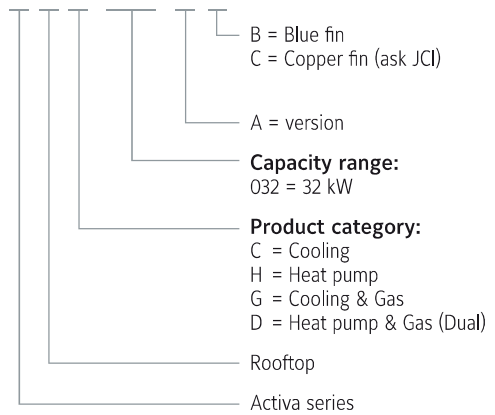 B = Blue fin
C = Copper fin (ask JCI)
A = version
Capacity range:
032 = 32 kW
Product category:
C = Cooling
H = Heat pump
G = Cooling & Gas
D = Heat pump & Gas (Dual)
Rooftop
Activa series